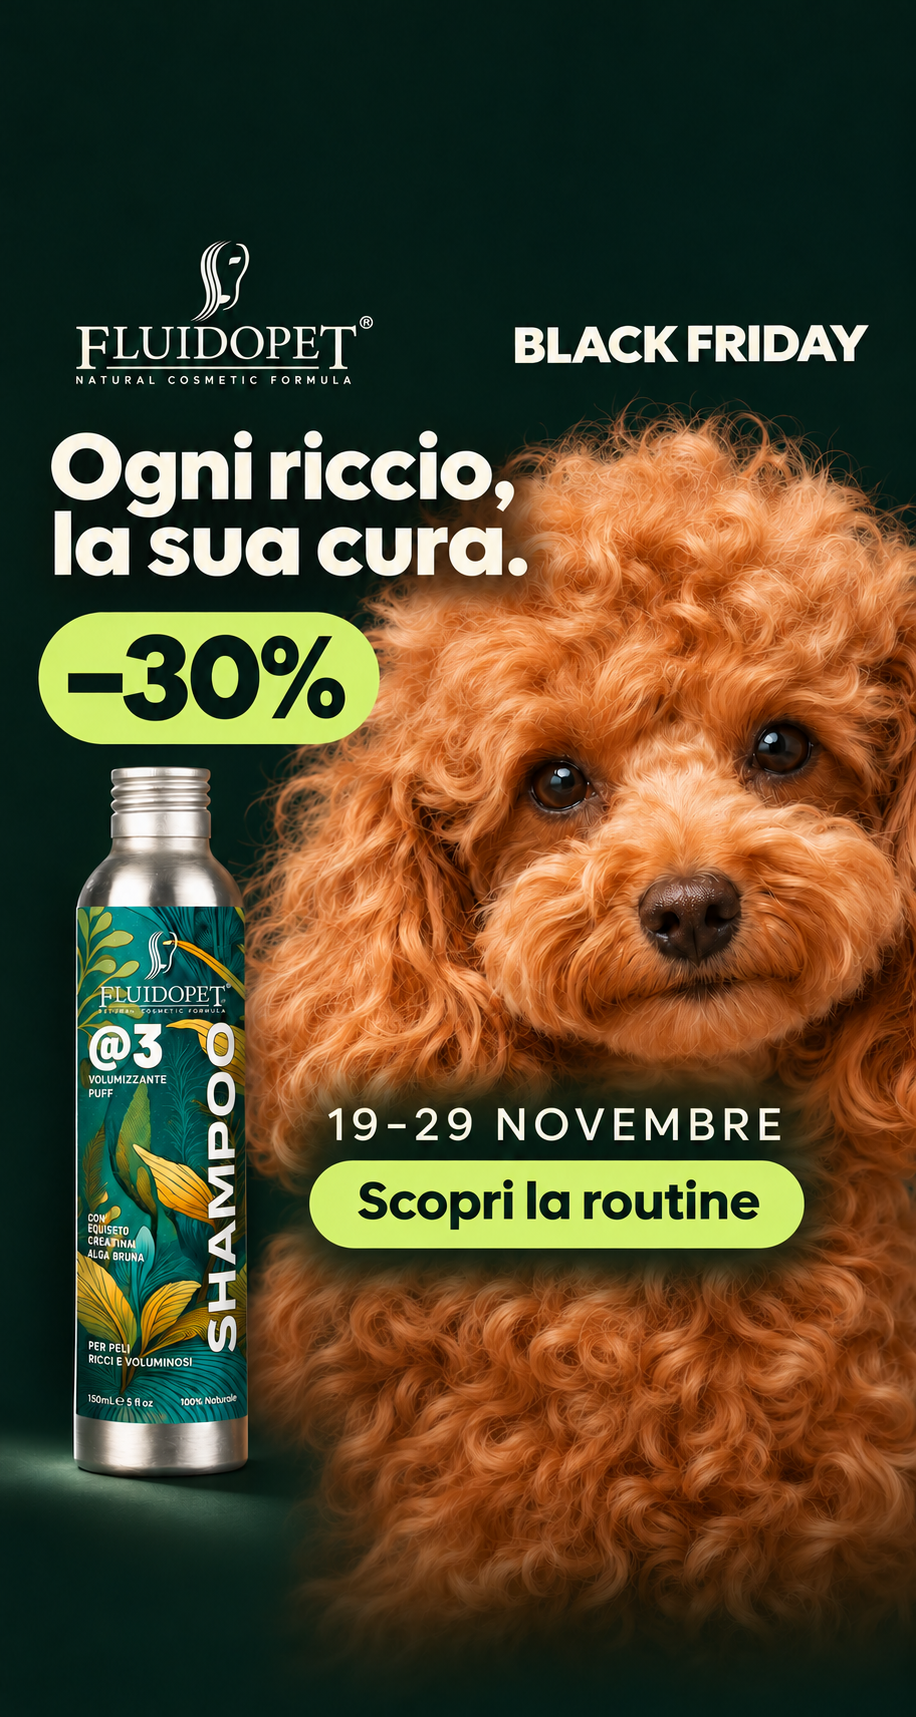 FLUIDOPET®
NATURAL COSMETIC FORMULA
BLACK FRIDAY
Ogni riccio,
la sua cura.
-30%
FLUIDOPET®
NATURAL COSMETIC FORMULA
@3
VOLUMIZZANTE
PUFF
SHAMPOO
CON
EQUISETO
CREATINA
ALGA BRUNA
PER PELI
RICCI E VOLUMINOSI
150mL e 5 fl oz
100% Naturale
19-29 NOVEMBRE
Scopri la routine